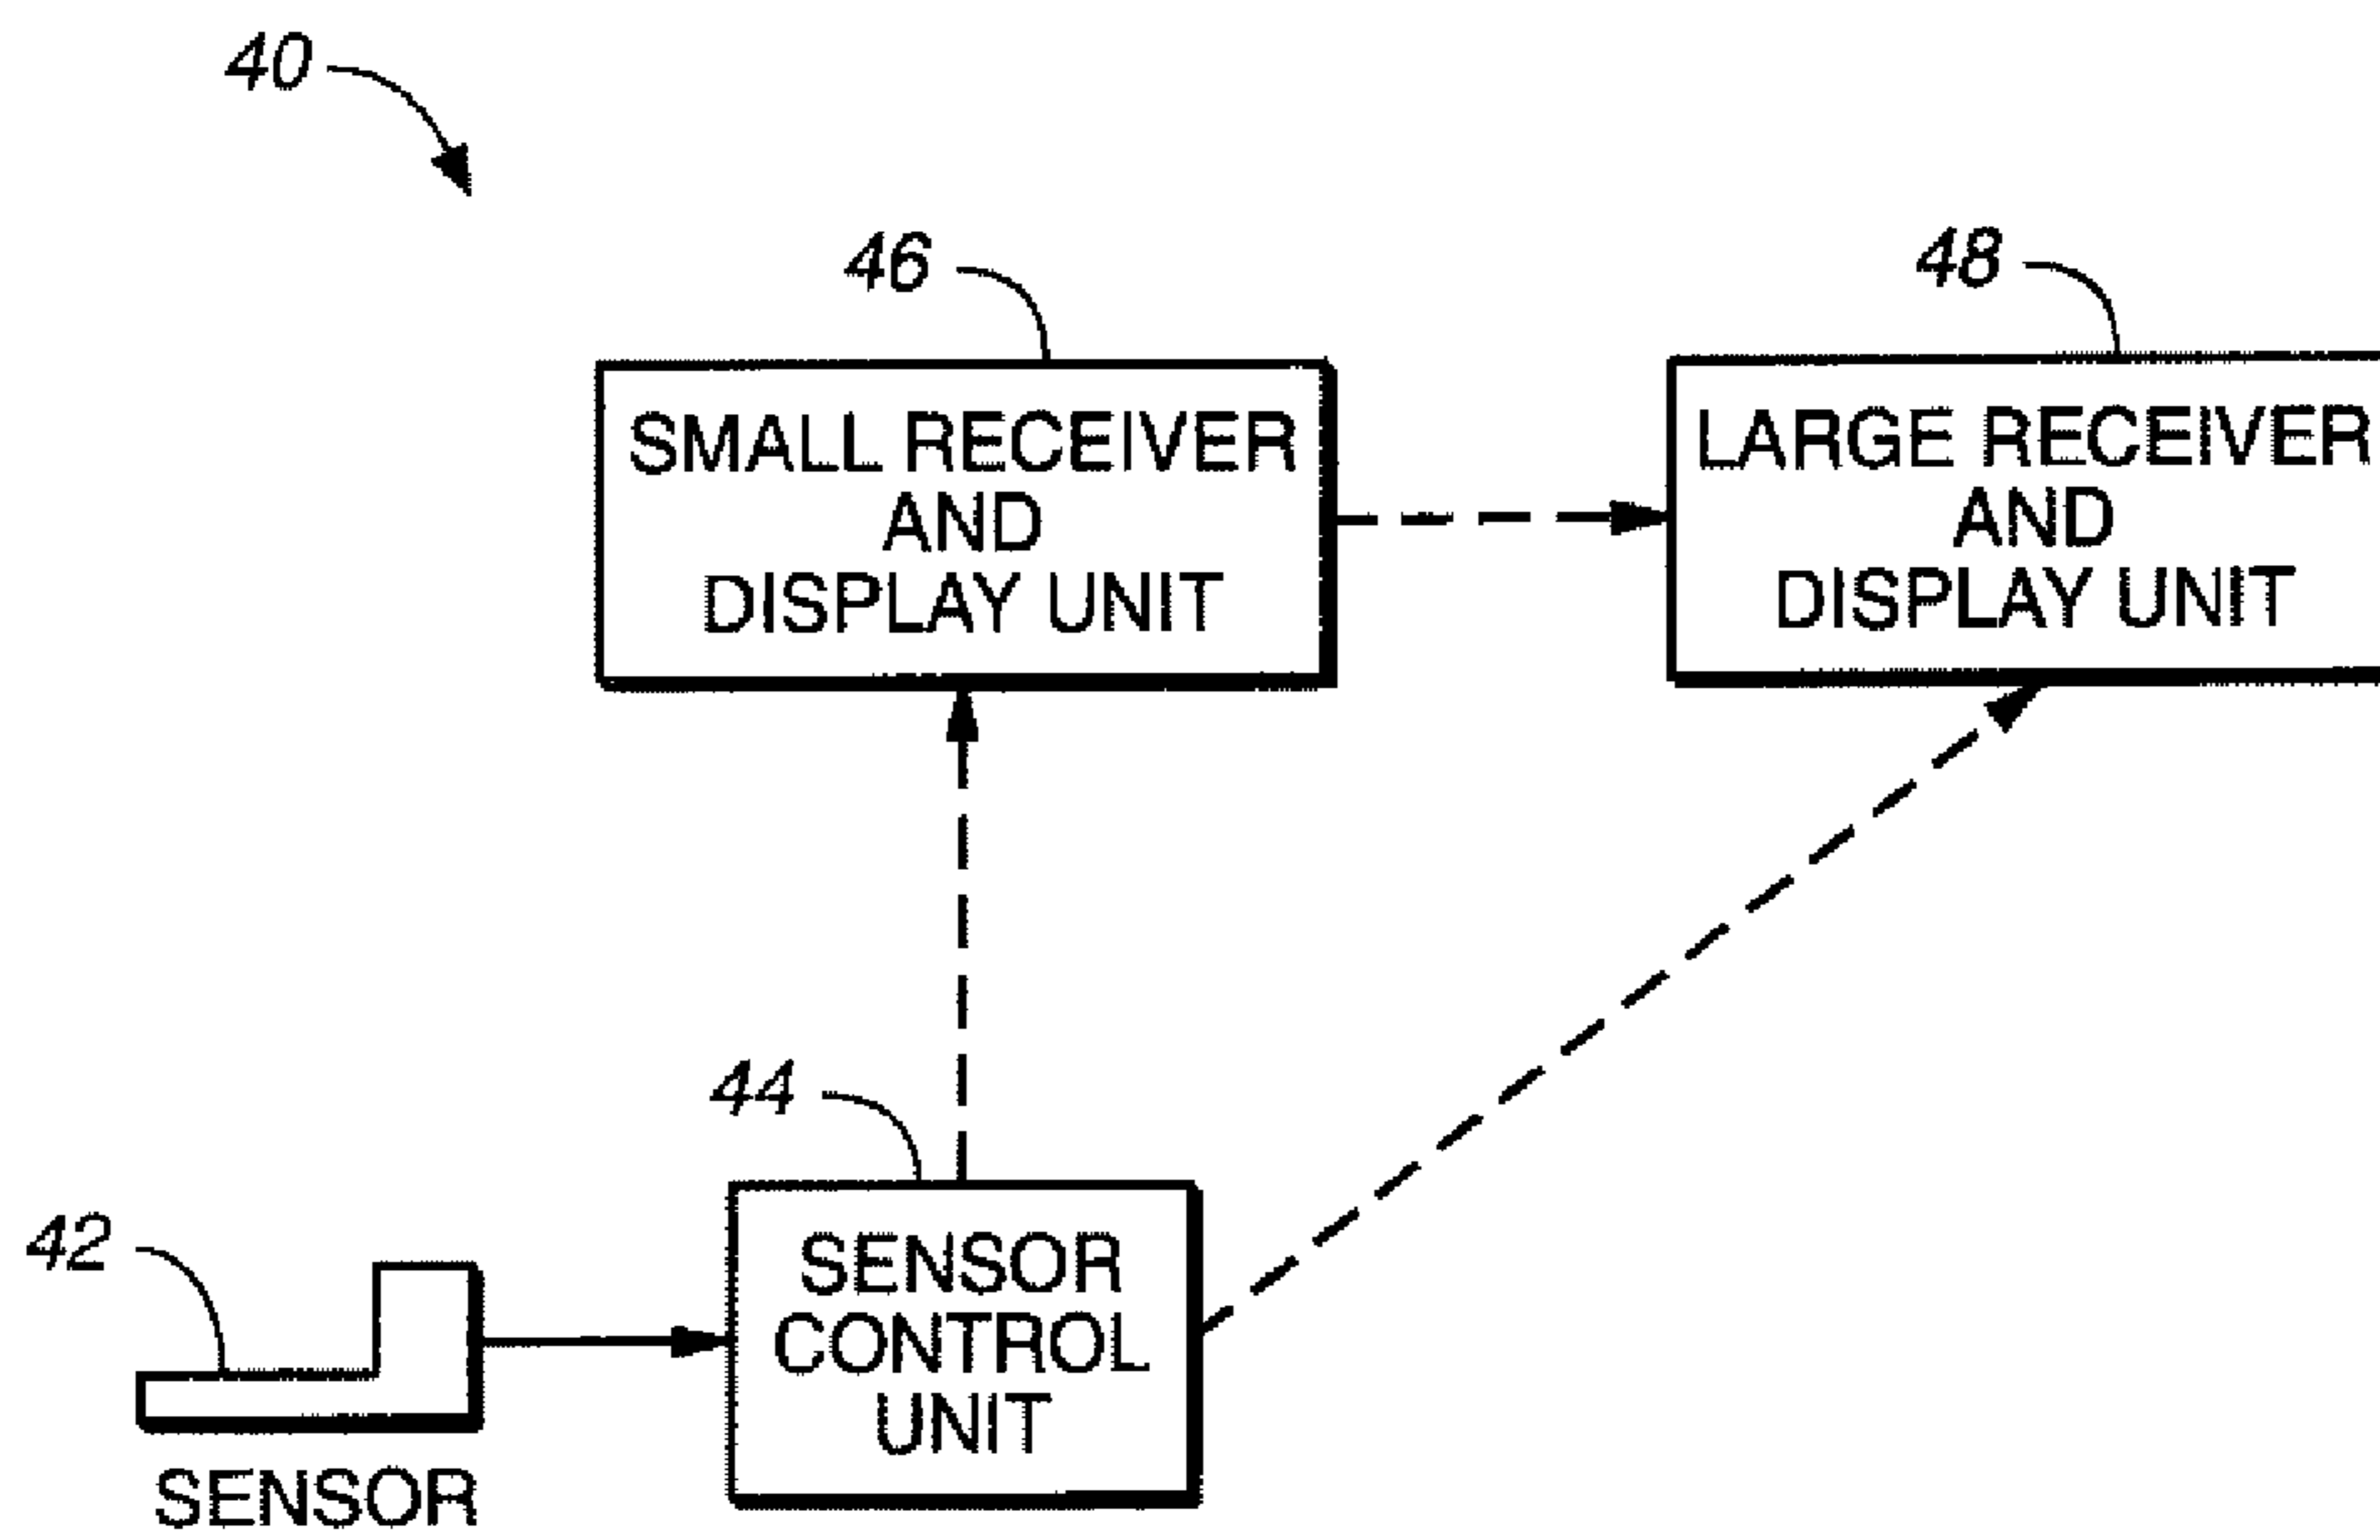 40
46
48
SMALL RECEIVER
AND
DISPLAY UNIT
LARGE RECEIVER
AND
DISPLAY UNIT
44
42
SENSOR
CONTROL
UNIT
SENSOR